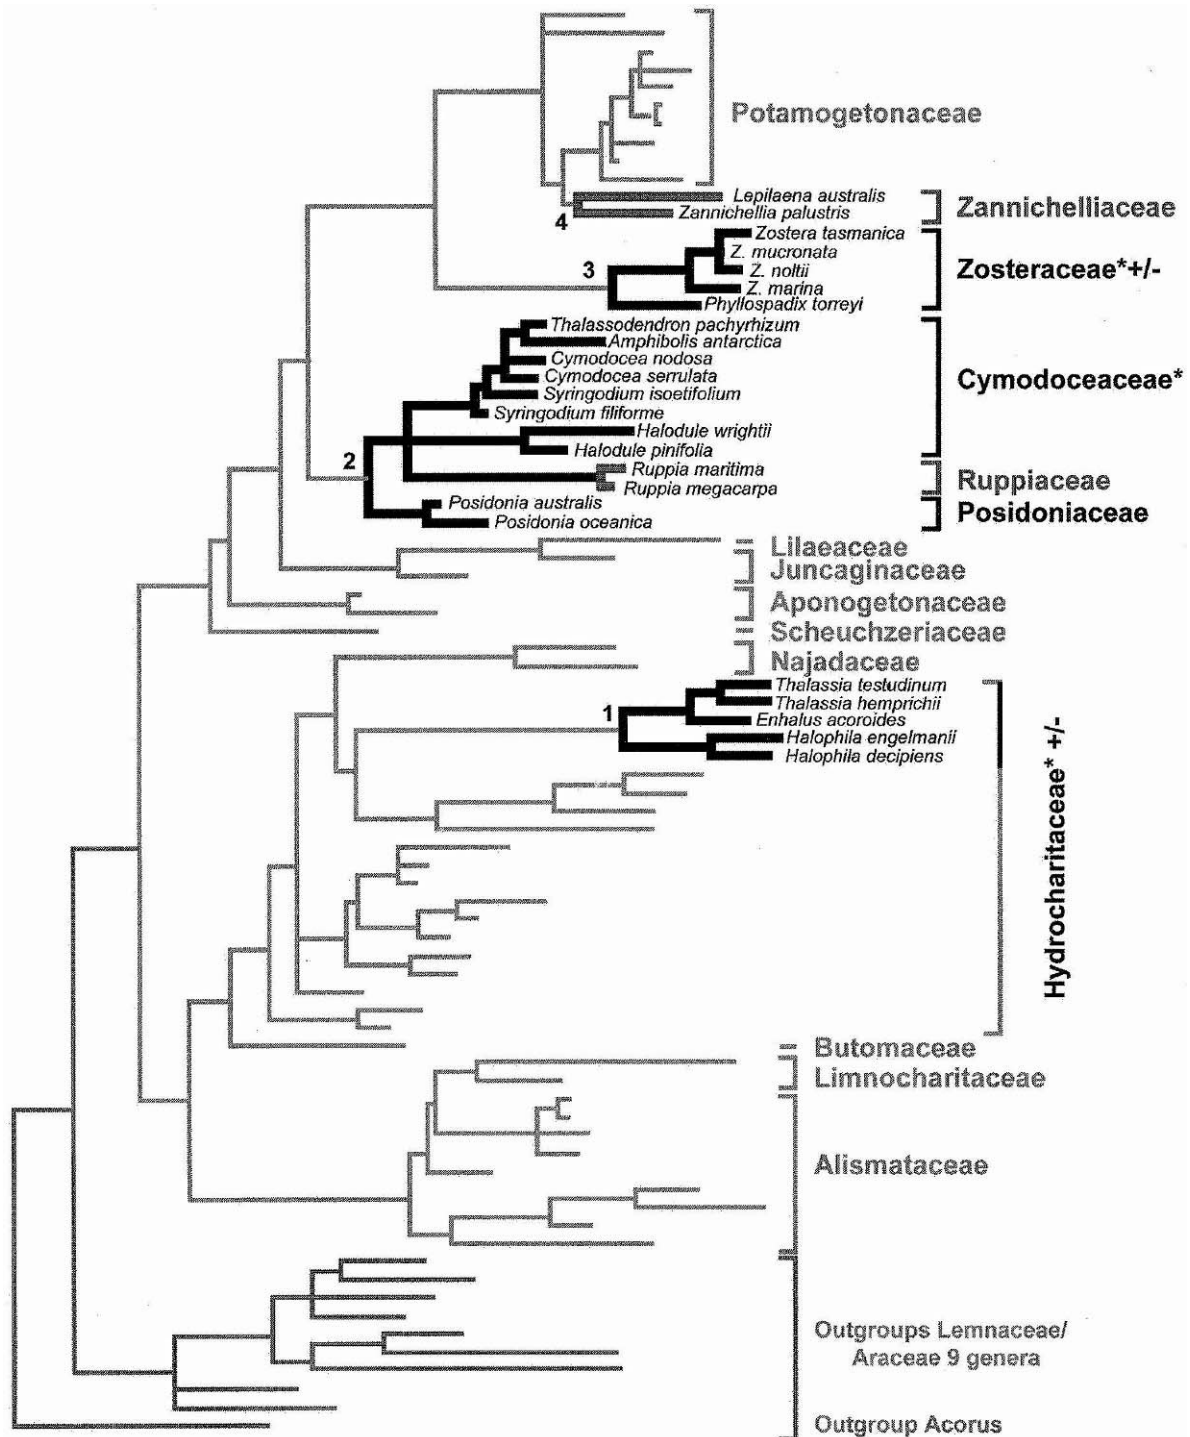 Potamogetonaceae
Lepilaena australis
Zannichellia palustris
4
Zannichelliaceae
Zostera tasmanica
Z. mucronata
3
Z. noltii
Z. marina
Phyllospadix torreyi
Zosteraceae*+/-
Thalassodendron pachyrhizum
Amphibolis antarctica
Cymodocea nodosa
Cymodocea serrulata
Syringodium isoetifolium
Syringodium filiforme
Halodule wrightii
Halodule pinifolia
Cymodoceaceae*
2
Ruppia maritima
Ruppia megacarpa
Ruppiaceae
Posidonia australis
Posidonia oceanica
Posidoniaceae
Lilaeaceae
Juncaginaceae
Aponogetonaceae
Scheuchzeriaceae
Najadaceae
1
Thalassia testudinum
Thalassia hemprichii
Enhalus acoroides
Halophila engelmanii
Halophila decipiens
Hydrocharitaceae* +/-
Butomaceae
Limnocharitaceae
Alismataceae
Outgroups Lemnaceae/
Araceae 9 genera
Outgroup Acorus